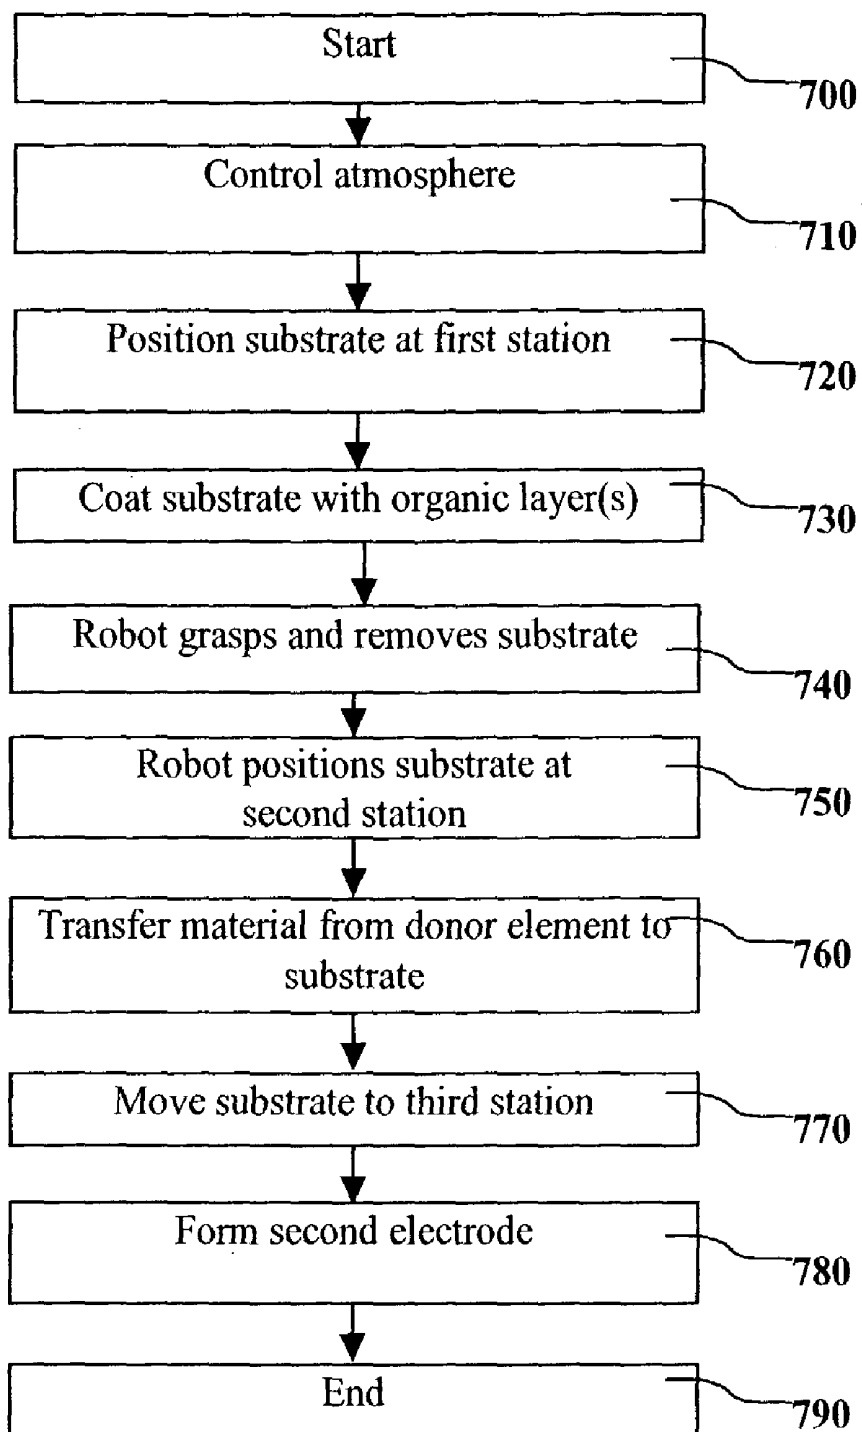 Start
700
Control atmosphere
710
Position substrate at first station
720
Coat substrate with organic layer(s)
730
Robot grasps and removes substrate
740
Robot positions substrate at
second station
750
Transfer material from donor element to
substrate
760
Move substrate to third station
770
Form second electrode
780
End
790